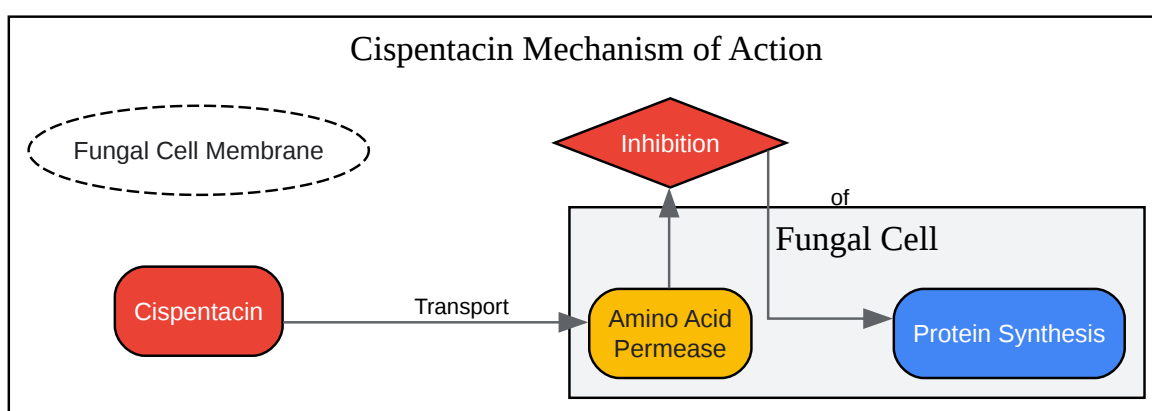 Cispentacin Mechanism of Action
Fungal Cell Membrane
Inhibition
of
Fungal Cell
Cispentacin
Transport
Amino Acid
Permease
Protein Synthesis